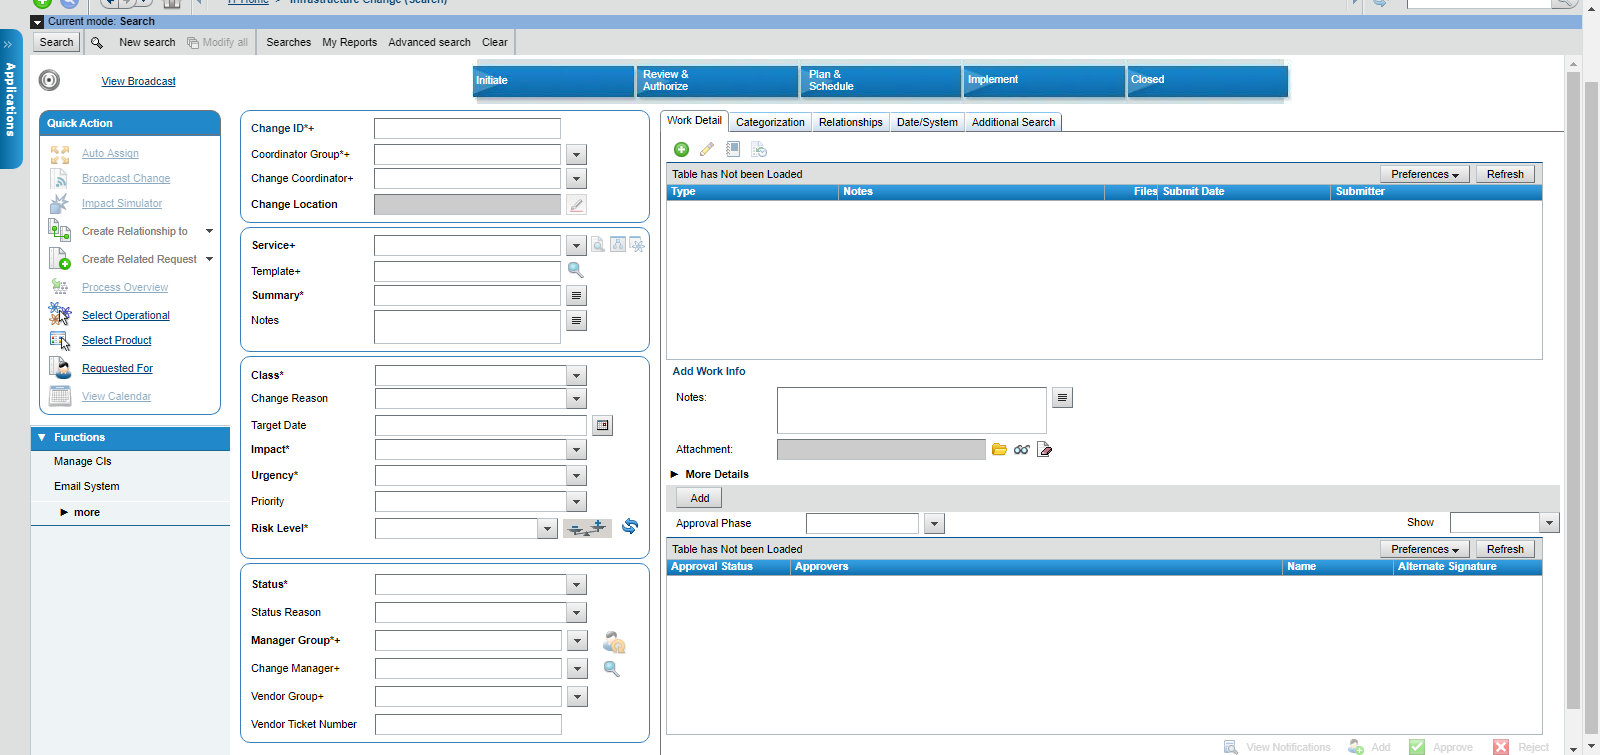 IT Home > Infrastructure Change (Search)
Current mode: Search
Search New search Modify all Searches My Reports Advanced search Clear
Applications
View Broadcast
Initiate
Review & Authorize
Plan & Schedule
Implement
Closed
Quick Action
Auto Assign
Broadcast Change
Impact Simulator
Create Relationship to
Create Related Request
Process Overview
Select Operational
Select Product
Requested For
View Calendar
Functions
Manage CIs
Email System
more
Change ID*+
Coordinator Group*+
Change Coordinator+
Change Location
Service+
Template+
Summary*
Notes
Class*
Change Reason
Target Date
Impact*
Urgency*
Priority
Risk Level*
Status*
Status Reason
Manager Group*+
Change Manager+
Vendor Group+
Vendor Ticket Number
Work Detail Categorization Relationships Date/System Additional Search
Table has Not been Loaded Preferences Refresh
Type Notes Files Submit Date Submitter
Add Work Info
Notes:
Attachment:
More Details
Add
Approval Phase Show
Table has Not been Loaded Preferences Refresh
Approval Status Approvers Name Alternate Signature
View Notifications Add Approve Reject